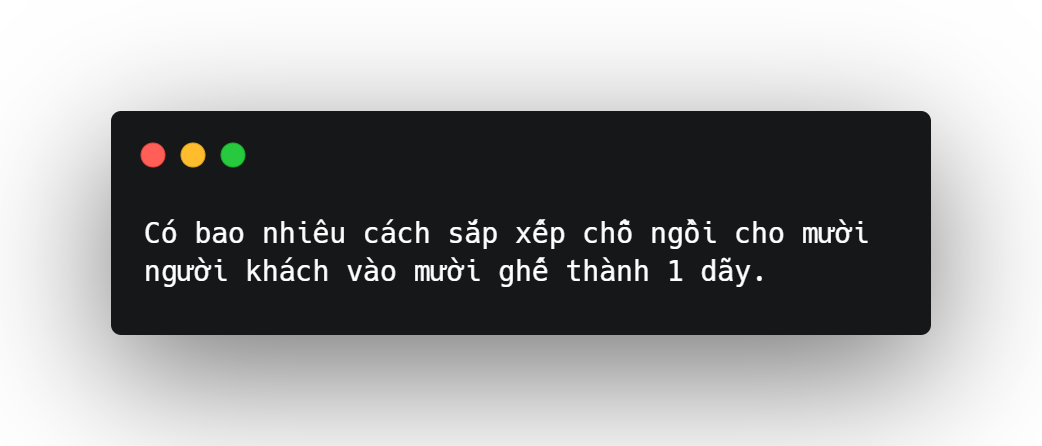 Có bao nhiêu cách sắp xếp chỗ ngồi cho mười
người khách vào mười ghế thành 1 dãy.